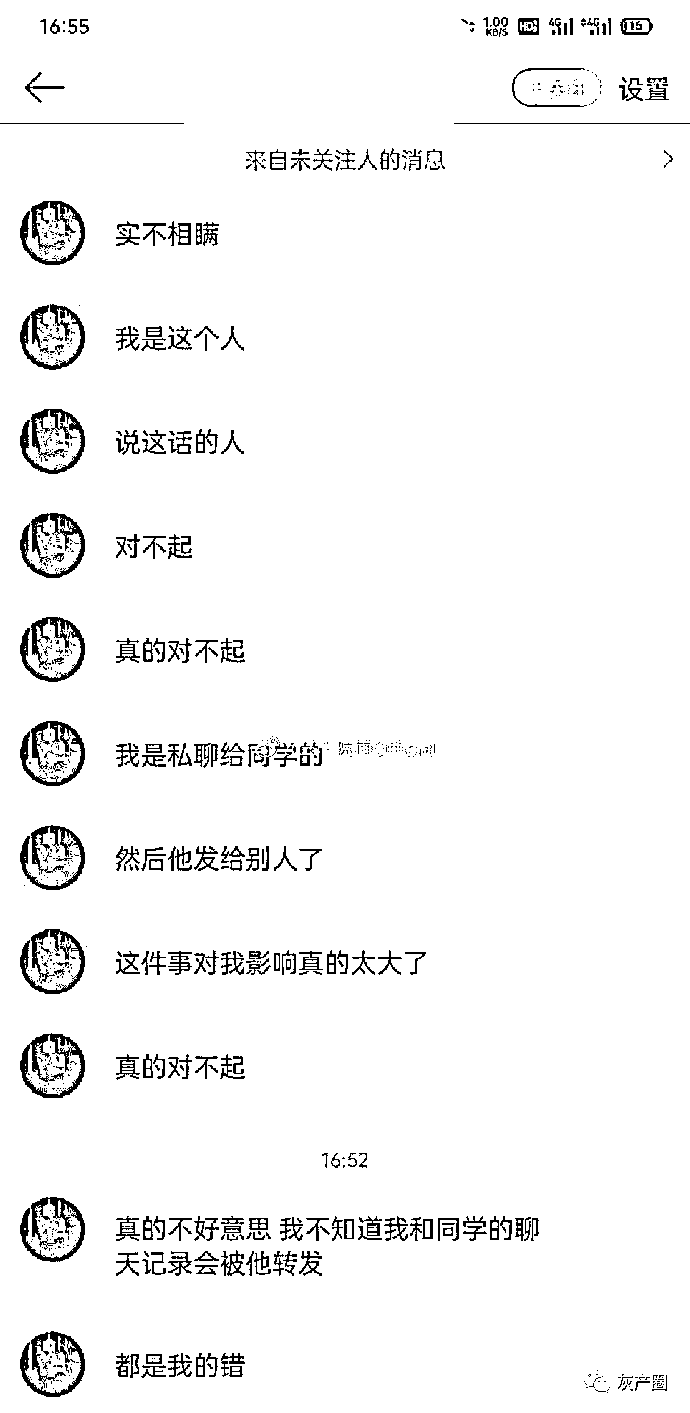 16:55
1.00
KB/S
HD
4G
4G
15
设置
来自未关注人的消息
实不相瞒
我是这个人
说这话的人
对不起
真的对不起
我是私聊给同学的
然后他发给别人了
这件事对我影响真的太大了
真的对不起
16:52
真的不好意思 我不知道我和同学的聊
天记录会被他转发
都是我的错
灰产圈